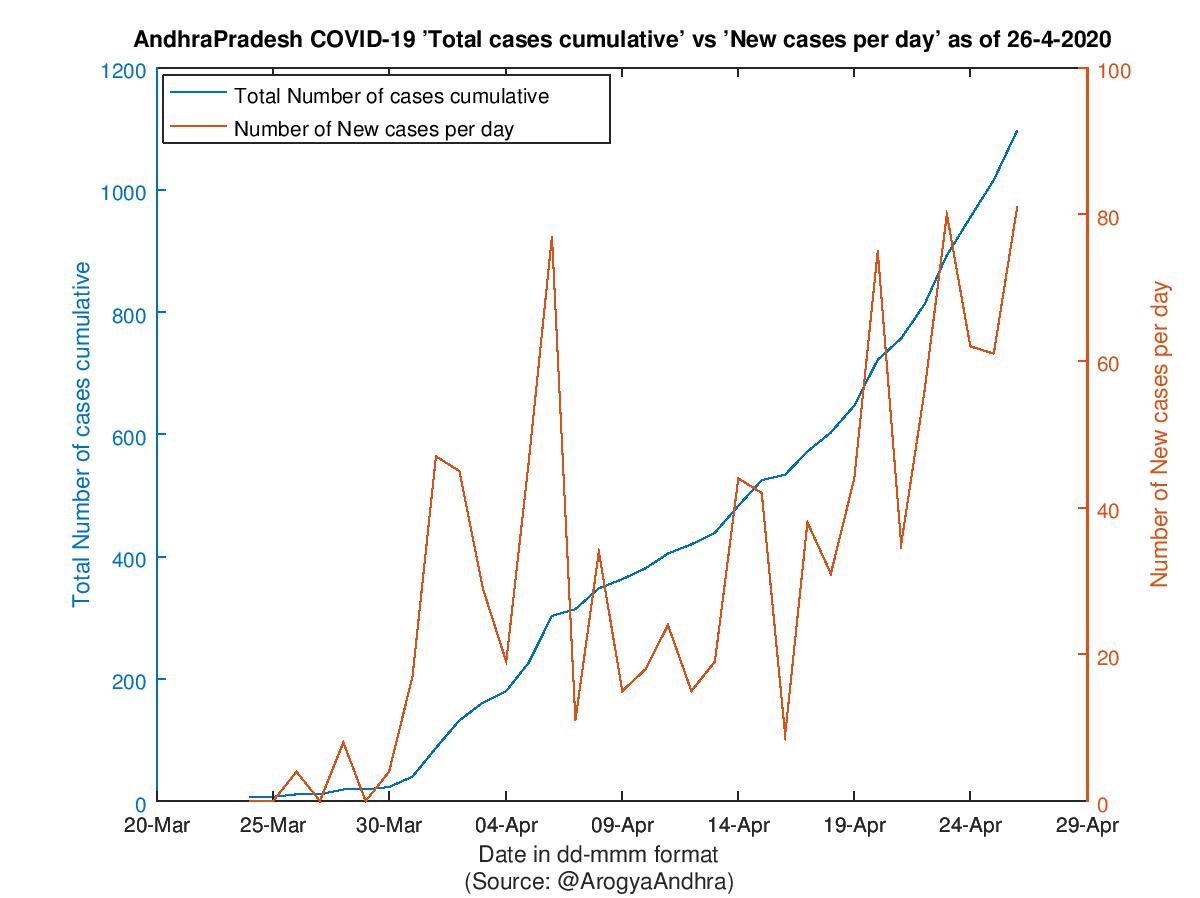 AndhraPradesh COVID-19 ’Total cases cumulative’ vs ’New cases per day’ as of 26-4-2020
Total Number of cases cumulative
Number of New cases per day
1200
1000
800
600
400
200
0
Total Number of cases cumulative
100
80
60
40
20
0
Number of New cases per day
20-Mar 25-Mar 30-Mar 04-Apr 09-Apr 14-Apr 19-Apr 24-Apr 29-Apr
Date in dd-mmm format
(Source: @ArogyaAndhra)